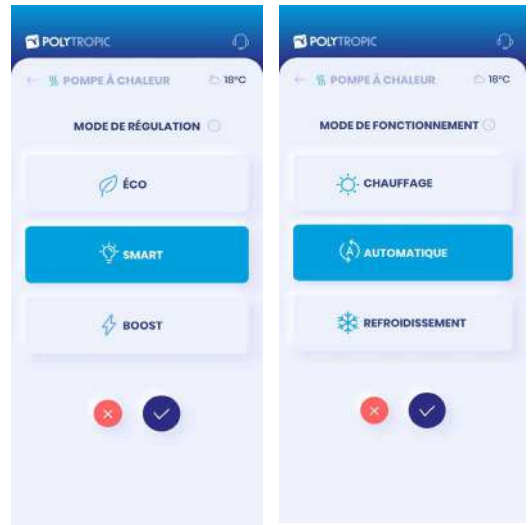 POLYTROPIC
← POMPE À CHALEUR 18°C
MODE DE RÉGULATION
ÉCO
SMART
BOOST
POLYTROPIC
← POMPE À CHALEUR 18°C
MODE DE FONCTIONNEMENT
CHAUFFAGE
A AUTOMATIQUE
REFROIDISSEMENT